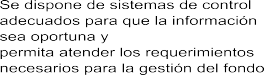 Se dispone de sistemas de control
adecuados para que la información
sea oportuna y
permita atender los requerimientos
necesarios para la gestión del fondo